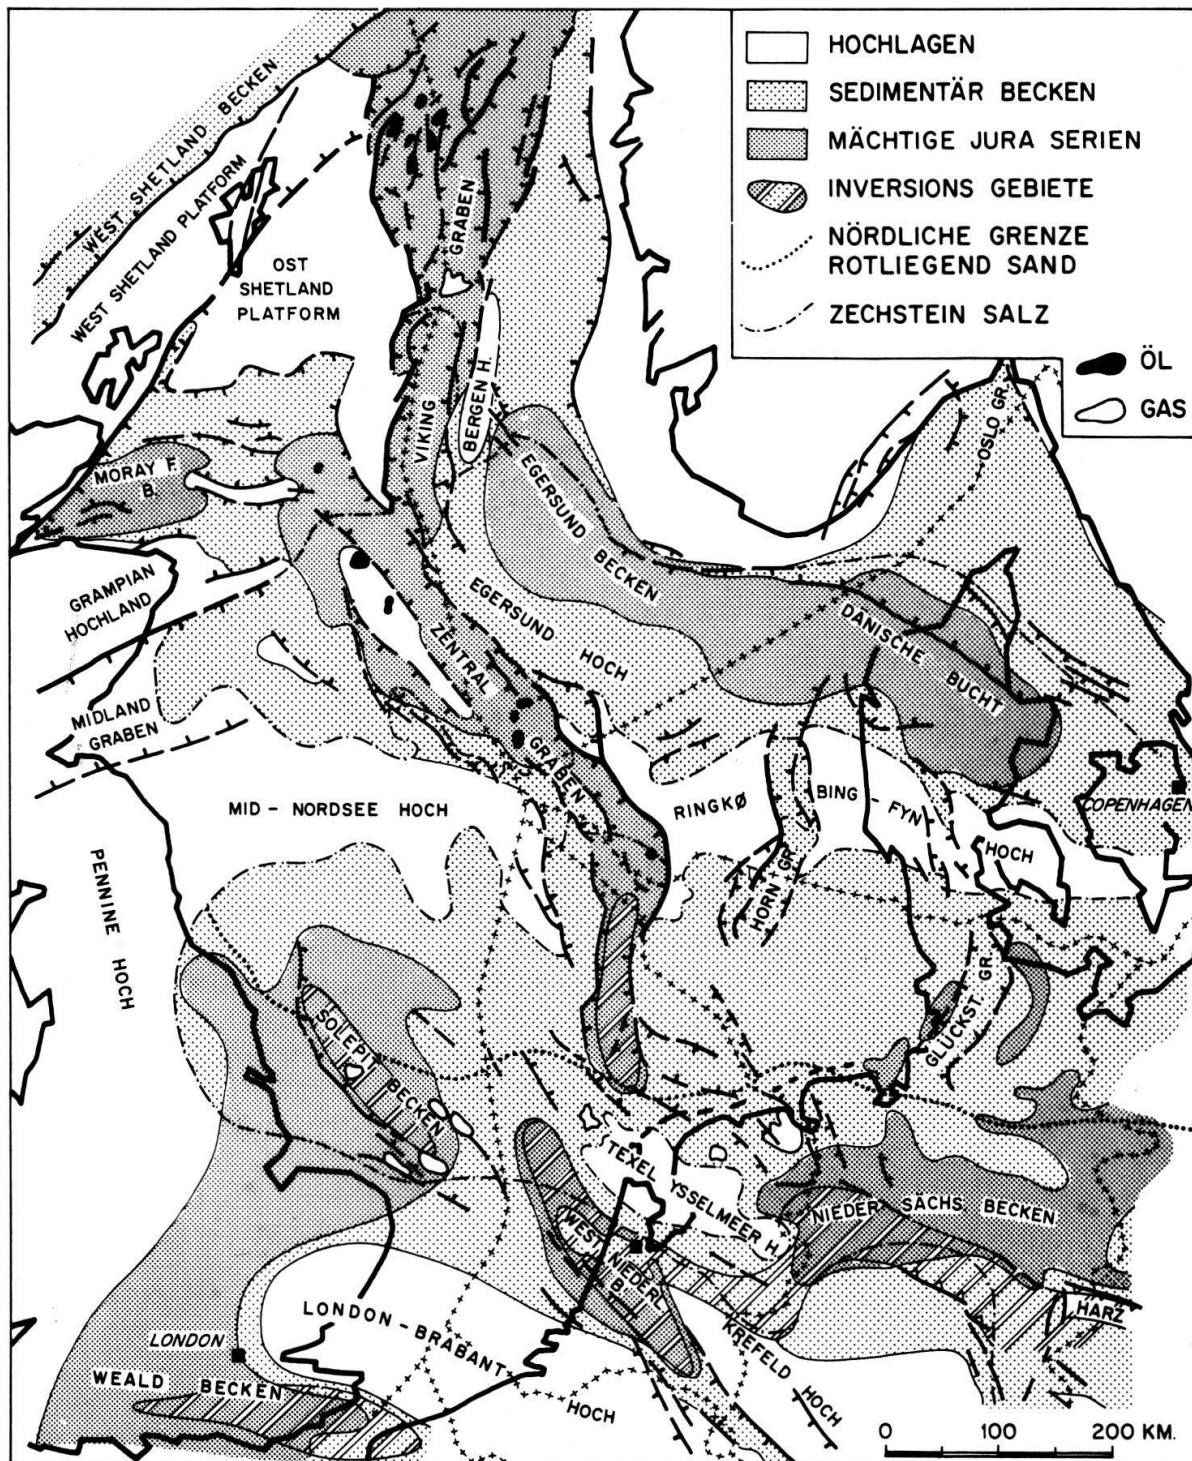 HOCHLAGEN
SEDIMENTÄR BECKEN
MÄCHTIGE JURA SERIEN
INVERSIONS GEBIETE
NÖRDLICHE GRENZE
ROTLIEGEND SAND
ZECHSTEIN SALZ
ÖL
GAS
WEST SHETLAND BECKEN
WEST SHETLAND PLATFORM
OST
SHETLAND
PLATFORM
VIKING
GRABEN
BERGEN H.
OSLO GR.
MORAY F.
B.
EGERSUND BECKEN
GRAMPIAN
HOCHLAND
EGERSUND
HOCH
ZENTRAL
GRABEN
DÄNISCHE
BUCHT
MIDLAND
GRABEN
MID - NORDSEE HOCH
RINGKØ
BING - FYN
HOCH
COPENHAGEN
PENNINE HOCH
HORN GR.
GLÜCKST. GR.
SOLEPIT
BECKEN
TEXEL
YSSELMEER H.
NIEDER SÄCHS BECKEN
WEST NIEDERL
B.
HARZ
LONDON - BRABANT
HOCH
KREFELD HOCH
LONDON
WEALD BECKEN
0 100 200 KM.